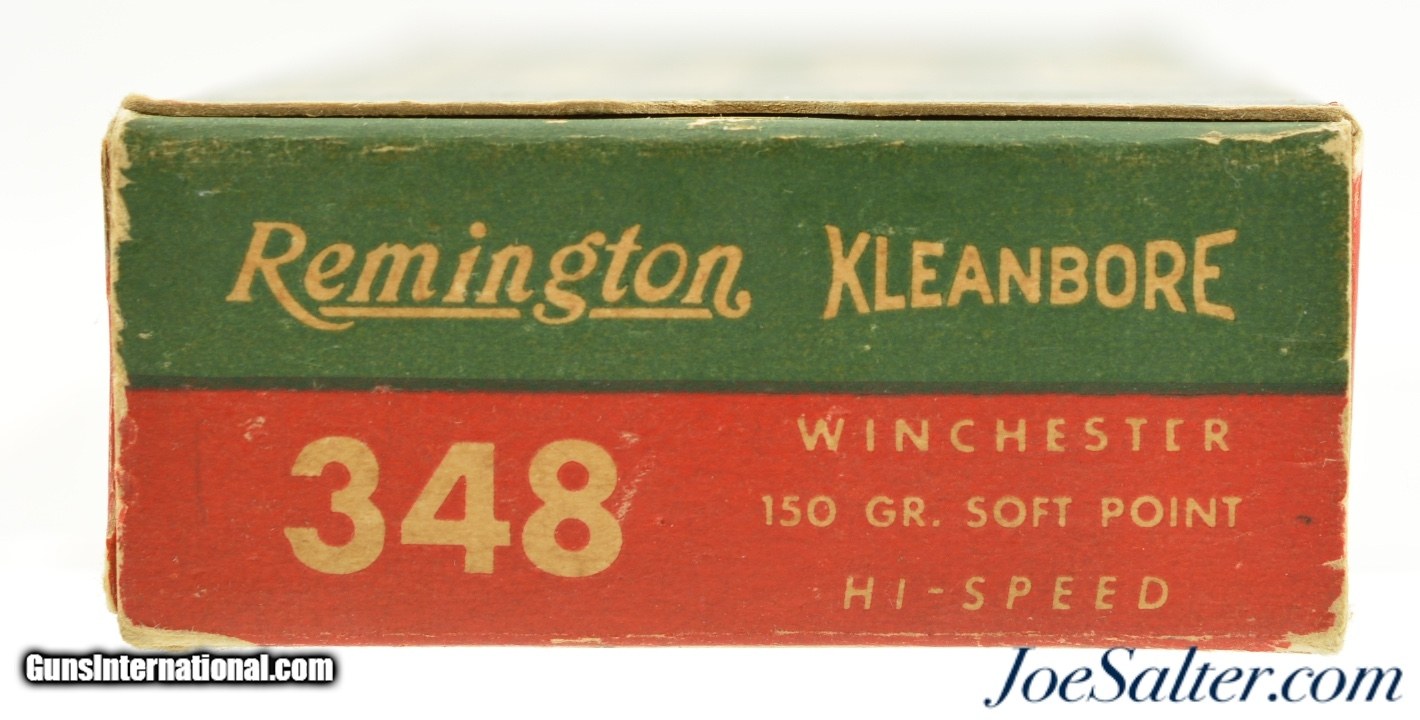 Remington KLEANBORE
348
WINCHESTER
150 GR. SOFT POINT
HI-SPEED
GunsInternational.com
JoeSalter.com